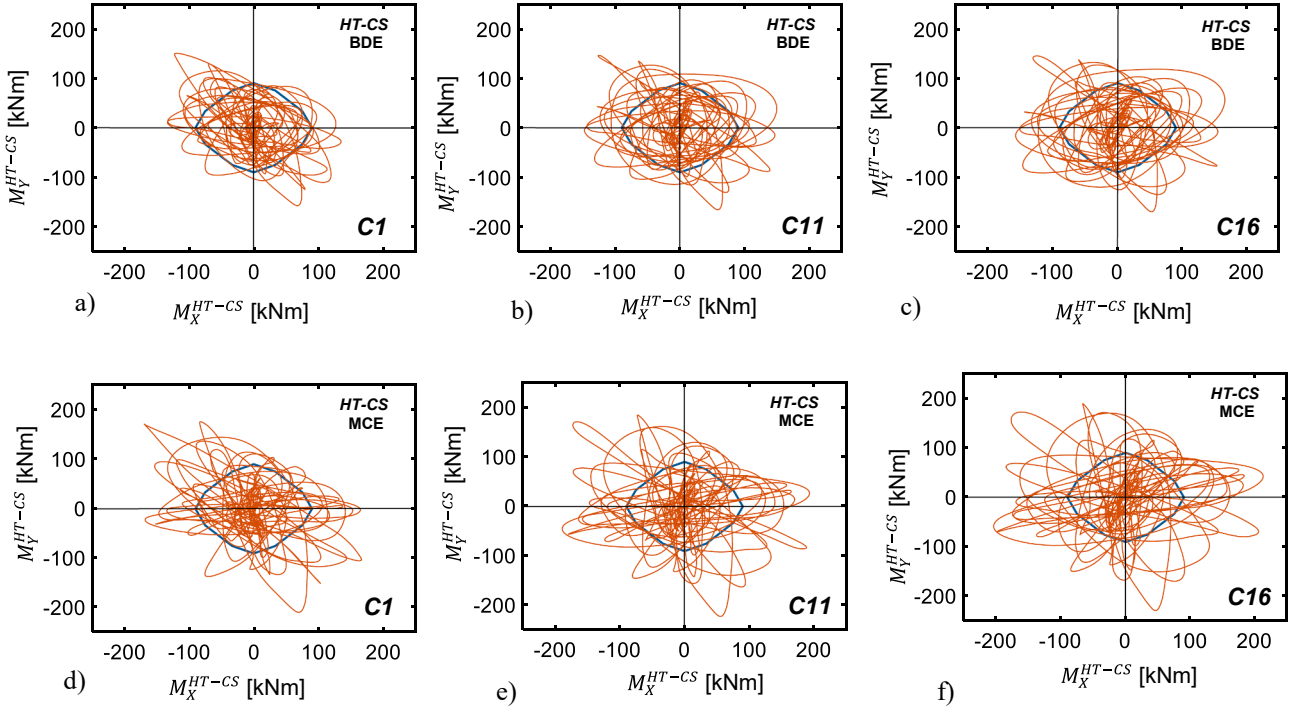 HT-CS
BDE
200
100
0
-100
-200
M_Y^{HT-CS} [kNm]
C1
-200 -100 0 100 200
a)
M_X^{HT-CS} [kNm]
HT-CS
BDE
200
100
0
-100
-200
M_Y^{HT-CS} [kNm]
C11
-200 -100 0 100 200
b)
M_X^{HT-CS} [kNm]
HT-CS
BDE
200
100
0
-100
-200
M_Y^{HT-CS} [kNm]
C16
-200 -100 0 100 200
c)
M_X^{HT-CS} [kNm]
HT-CS
MCE
200
100
0
-100
-200
M_Y^{HT-CS} [kNm]
C1
-200 -100 0 100 200
d)
M_X^{HT-CS} [kNm]
HT-CS
MCE
200
100
0
-100
-200
M_Y^{HT-CS} [kNm]
C11
-200 -100 0 100 200
e)
M_X^{HT-CS} [kNm]
HT-CS
MCE
200
100
0
-100
-200
M_Y^{HT-CS} [kNm]
C16
-200 -100 0 100 200
f)
M_X^{HT-CS} [kNm]